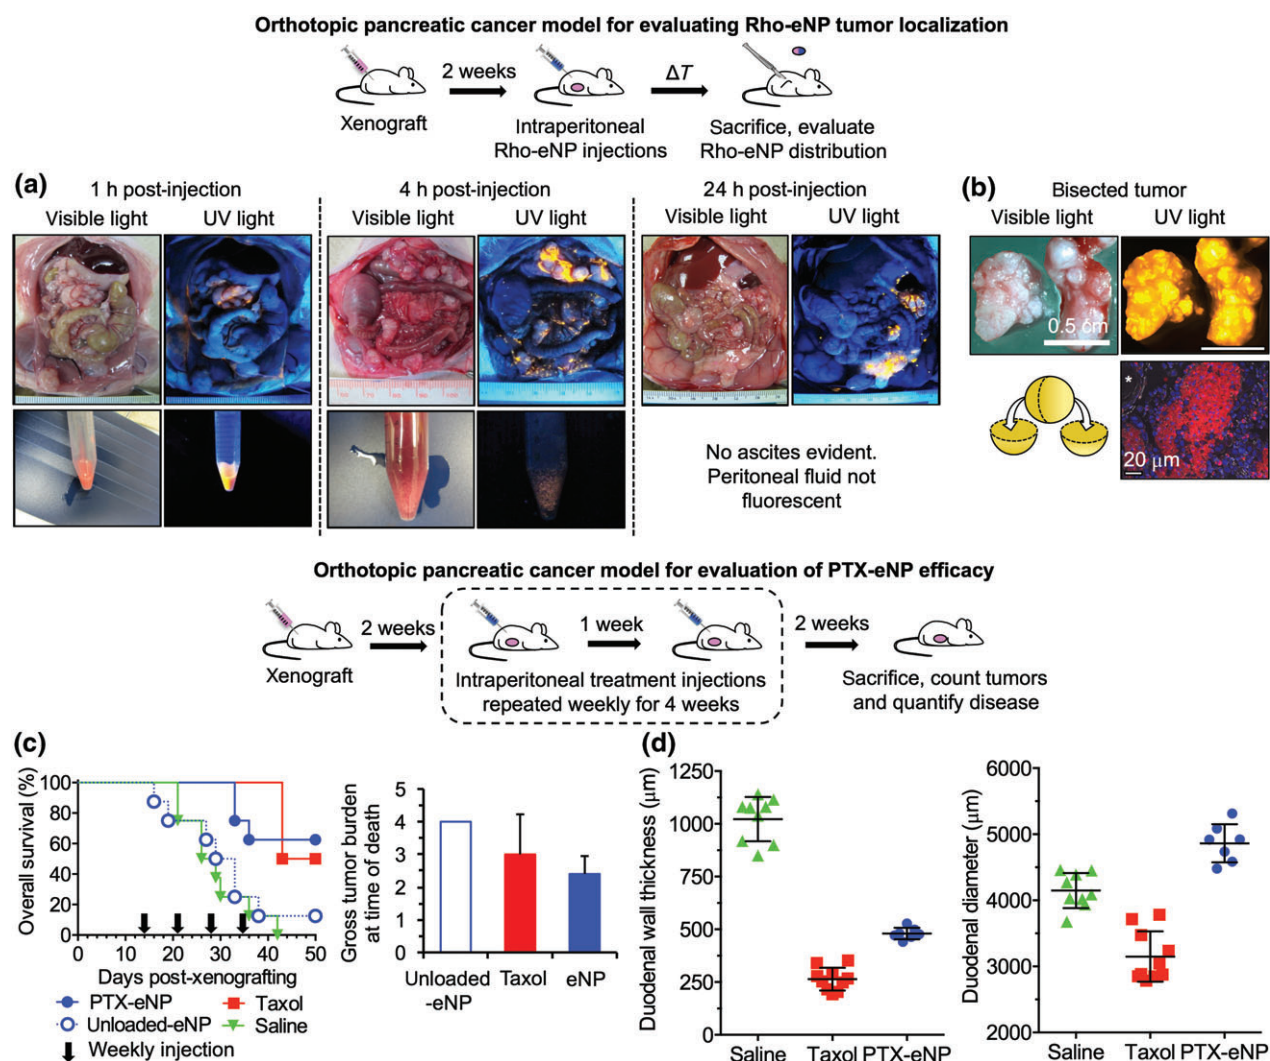 Orthotopic pancreatic cancer model for evaluating Rho-eNP tumor localization
2 weeks
ΔT
Xenograft
Intraperitoneal
Rho-eNP injections
Sacrifice, evaluate
Rho-eNP distribution
(a)
1 h post-injection
Visible light
UV light
4 h post-injection
Visible light
UV light
24 h post-injection
Visible light
UV light
No ascites evident.
Peritoneal fluid not
fluorescent
(b)
Bisected tumor
Visible light
UV light
0.5 cm
*
20 μm
Orthotopic pancreatic cancer model for evaluation of PTX-eNP efficacy
2 weeks
1 week
2 weeks
Xenograft
Intraperitoneal treatment injections
repeated weekly for 4 weeks
Sacrifice, count tumors
and quantify disease
(c)
Overall survival (%)
100
80
60
40
20
0
0 10 20 30 40 50
Days post-xenografting
PTX-eNP
Taxol
Unloaded-eNP
Saline
Weekly injection
Gross tumor burden
at time of death
5
4
3
2
1
0
Unloaded
-eNP
Taxol
eNP
(d)
Duodenal wall thickness (μm)
1250
1000
750
500
250
0
Saline Taxol PTX-eNP
Duodenal diameter (μm)
6000
5000
4000
3000
2000
Saline Taxol PTX-eNP